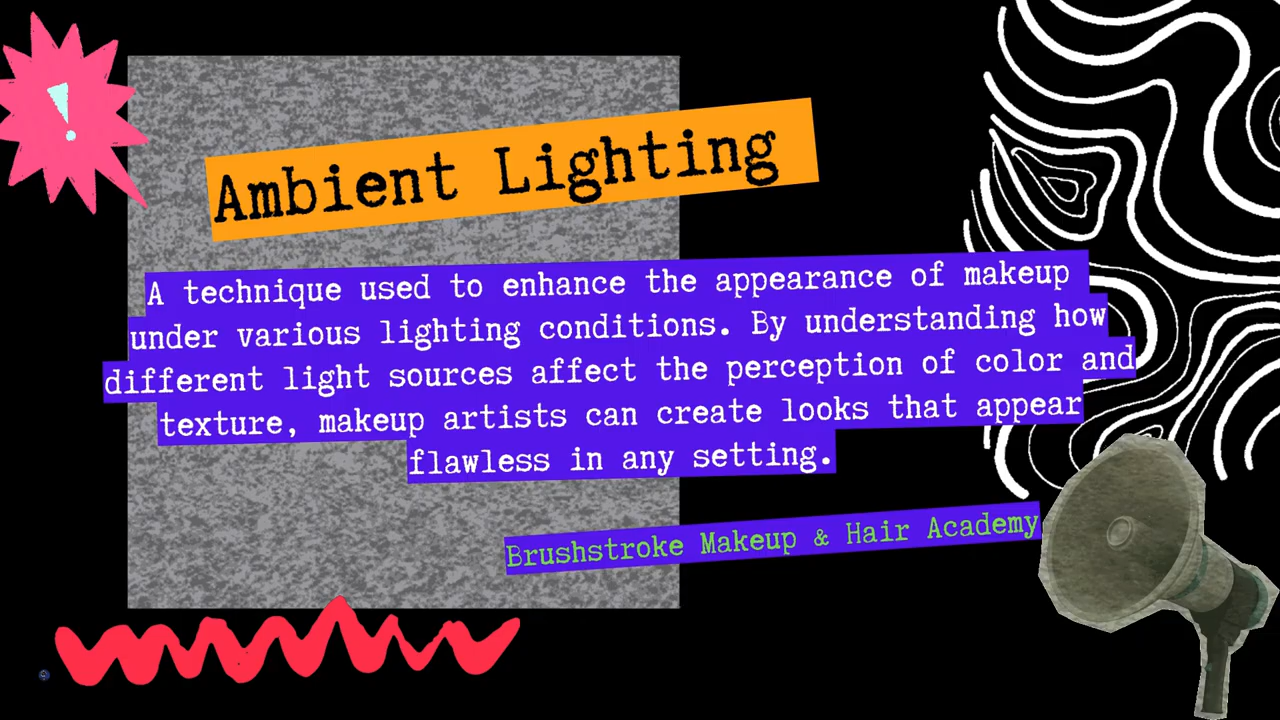 !
Ambient Lighting
A technique used to enhance the appearance of makeup
under various lighting conditions. By understanding how
different light sources affect the perception of color and
texture, makeup artists can create looks that appear
flawless in any setting.
Brushstroke Makeup & Hair Academy